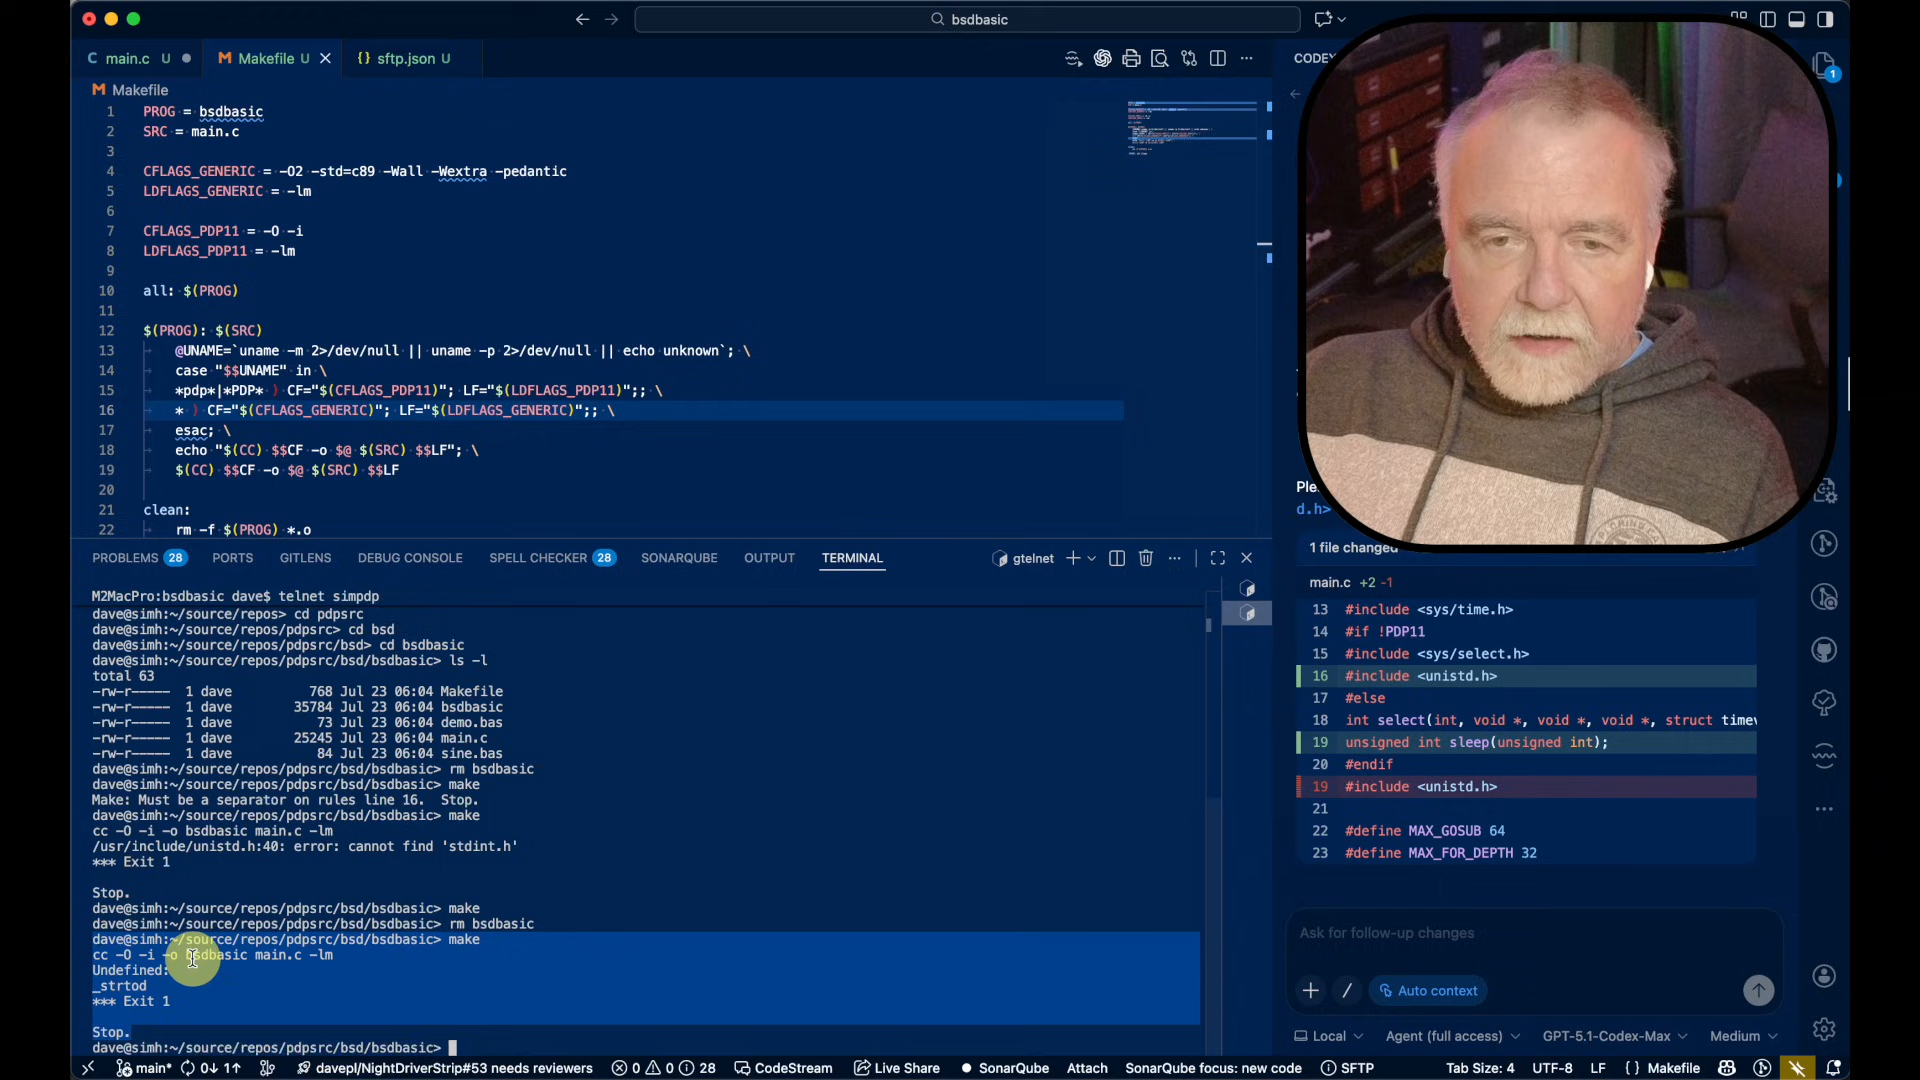 bsdbasic
main.c U
Makefile U
sftp.json U
CODEX
Makefile
1 PROG = bsdbasic
2 SRC = main.c
3
4 CFLAGS_GENERIC = -O2 -std=c89 -Wall -Wextra -pedantic
5 LDFLAGS_GENERIC = -lm
6
7 CFLAGS_PDP11 = -O -i
8 LDFLAGS_PDP11 = -lm
9
10 all: $(PROG)
11
12 $(PROG): $(SRC)
13 @UNAME=`uname -m 2>/dev/null || uname -p 2>/dev/null || echo unknown`; \
14 case "$$UNAME" in \
15 *pdp*|*PDP* ) CF="$(CFLAGS_PDP11)"; LF="$(LDFLAGS_PDP11)";; \
16 * ) CF="$(CFLAGS_GENERIC)"; LF="$(LDFLAGS_GENERIC)";; \
17 esac; \
18 echo "$(CC) $$CF -o $@ $(SRC) $$LF"; \
19 $(CC) $$CF -o $@ $(SRC) $$LF
20
21 clean:
22 rm -f $(PROG) *.o
PROBLEMS 28 PORTS GITLENS DEBUG CONSOLE SPELL CHECKER 28 SONARQUBE OUTPUT TERMINAL gtelnet
M2MacPro:bsdbasic dave$ telnet simpdp
dave@simh:~/source/repos> cd pdpsrc
dave@simh:~/source/repos/pdpsrc> cd bsd
dave@simh:~/source/repos/pdpsrc/bsd> cd bsdbasic
dave@simh:~/source/repos/pdpsrc/bsd/bsdbasic> ls -l
total 63
-rw-r----- 1 dave 768 Jul 23 06:04 Makefile
-rw-r----- 1 dave 35784 Jul 23 06:04 bsdbasic
-rw-r----- 1 dave 73 Jul 23 06:04 demo.bas
-rw-r----- 1 dave 25245 Jul 23 06:04 main.c
-rw-r----- 1 dave 84 Jul 23 06:04 sine.bas
dave@simh:~/source/repos/pdpsrc/bsd/bsdbasic> rm bsdbasic
dave@simh:~/source/repos/pdpsrc/bsd/bsdbasic> make
Make: Must be a separator on rules line 16. Stop.
dave@simh:~/source/repos/pdpsrc/bsd/bsdbasic> make
cc -O -i -o bsdbasic main.c -lm
/usr/include/unistd.h:40: error: cannot find 'stdint.h'
*** Exit 1
Stop.
dave@simh:~/source/repos/pdpsrc/bsd/bsdbasic> make
dave@simh:~/source/repos/pdpsrc/bsd/bsdbasic> rm bsdbasic
dave@simh:~/source/repos/pdpsrc/bsd/bsdbasic> make
cc -O -i -o bsdbasic main.c -lm
Undefined:
_strtod
*** Exit 1
Stop.
dave@simh:~/source/repos/pdpsrc/bsd/bsdbasic>
d.h>
1 file changed
main.c +2 -1
13 #include <sys/time.h>
14 #if !PDP11
15 #include <sys/select.h>
16 #include <unistd.h>
17 #else
18 int select(int, void *, void *, void *, struct timev
19 unsigned int sleep(unsigned int);
20 #endif
19 #include <unistd.h>
21
22 #define MAX_GOSUB 64
23 #define MAX_FOR_DEPTH 32
Ask for follow-up changes
Auto context
Local Agent (full access) GPT-5.1-Codex-Max Medium
main* 0↓ 1↑ davepl/NightDriverStrip#53 needs reviewers 0 0 28 CodeStream Live Share SonarQube Attach SonarQube focus: new code SFTP Tab Size: 4 UTF-8 LF { } Makefile